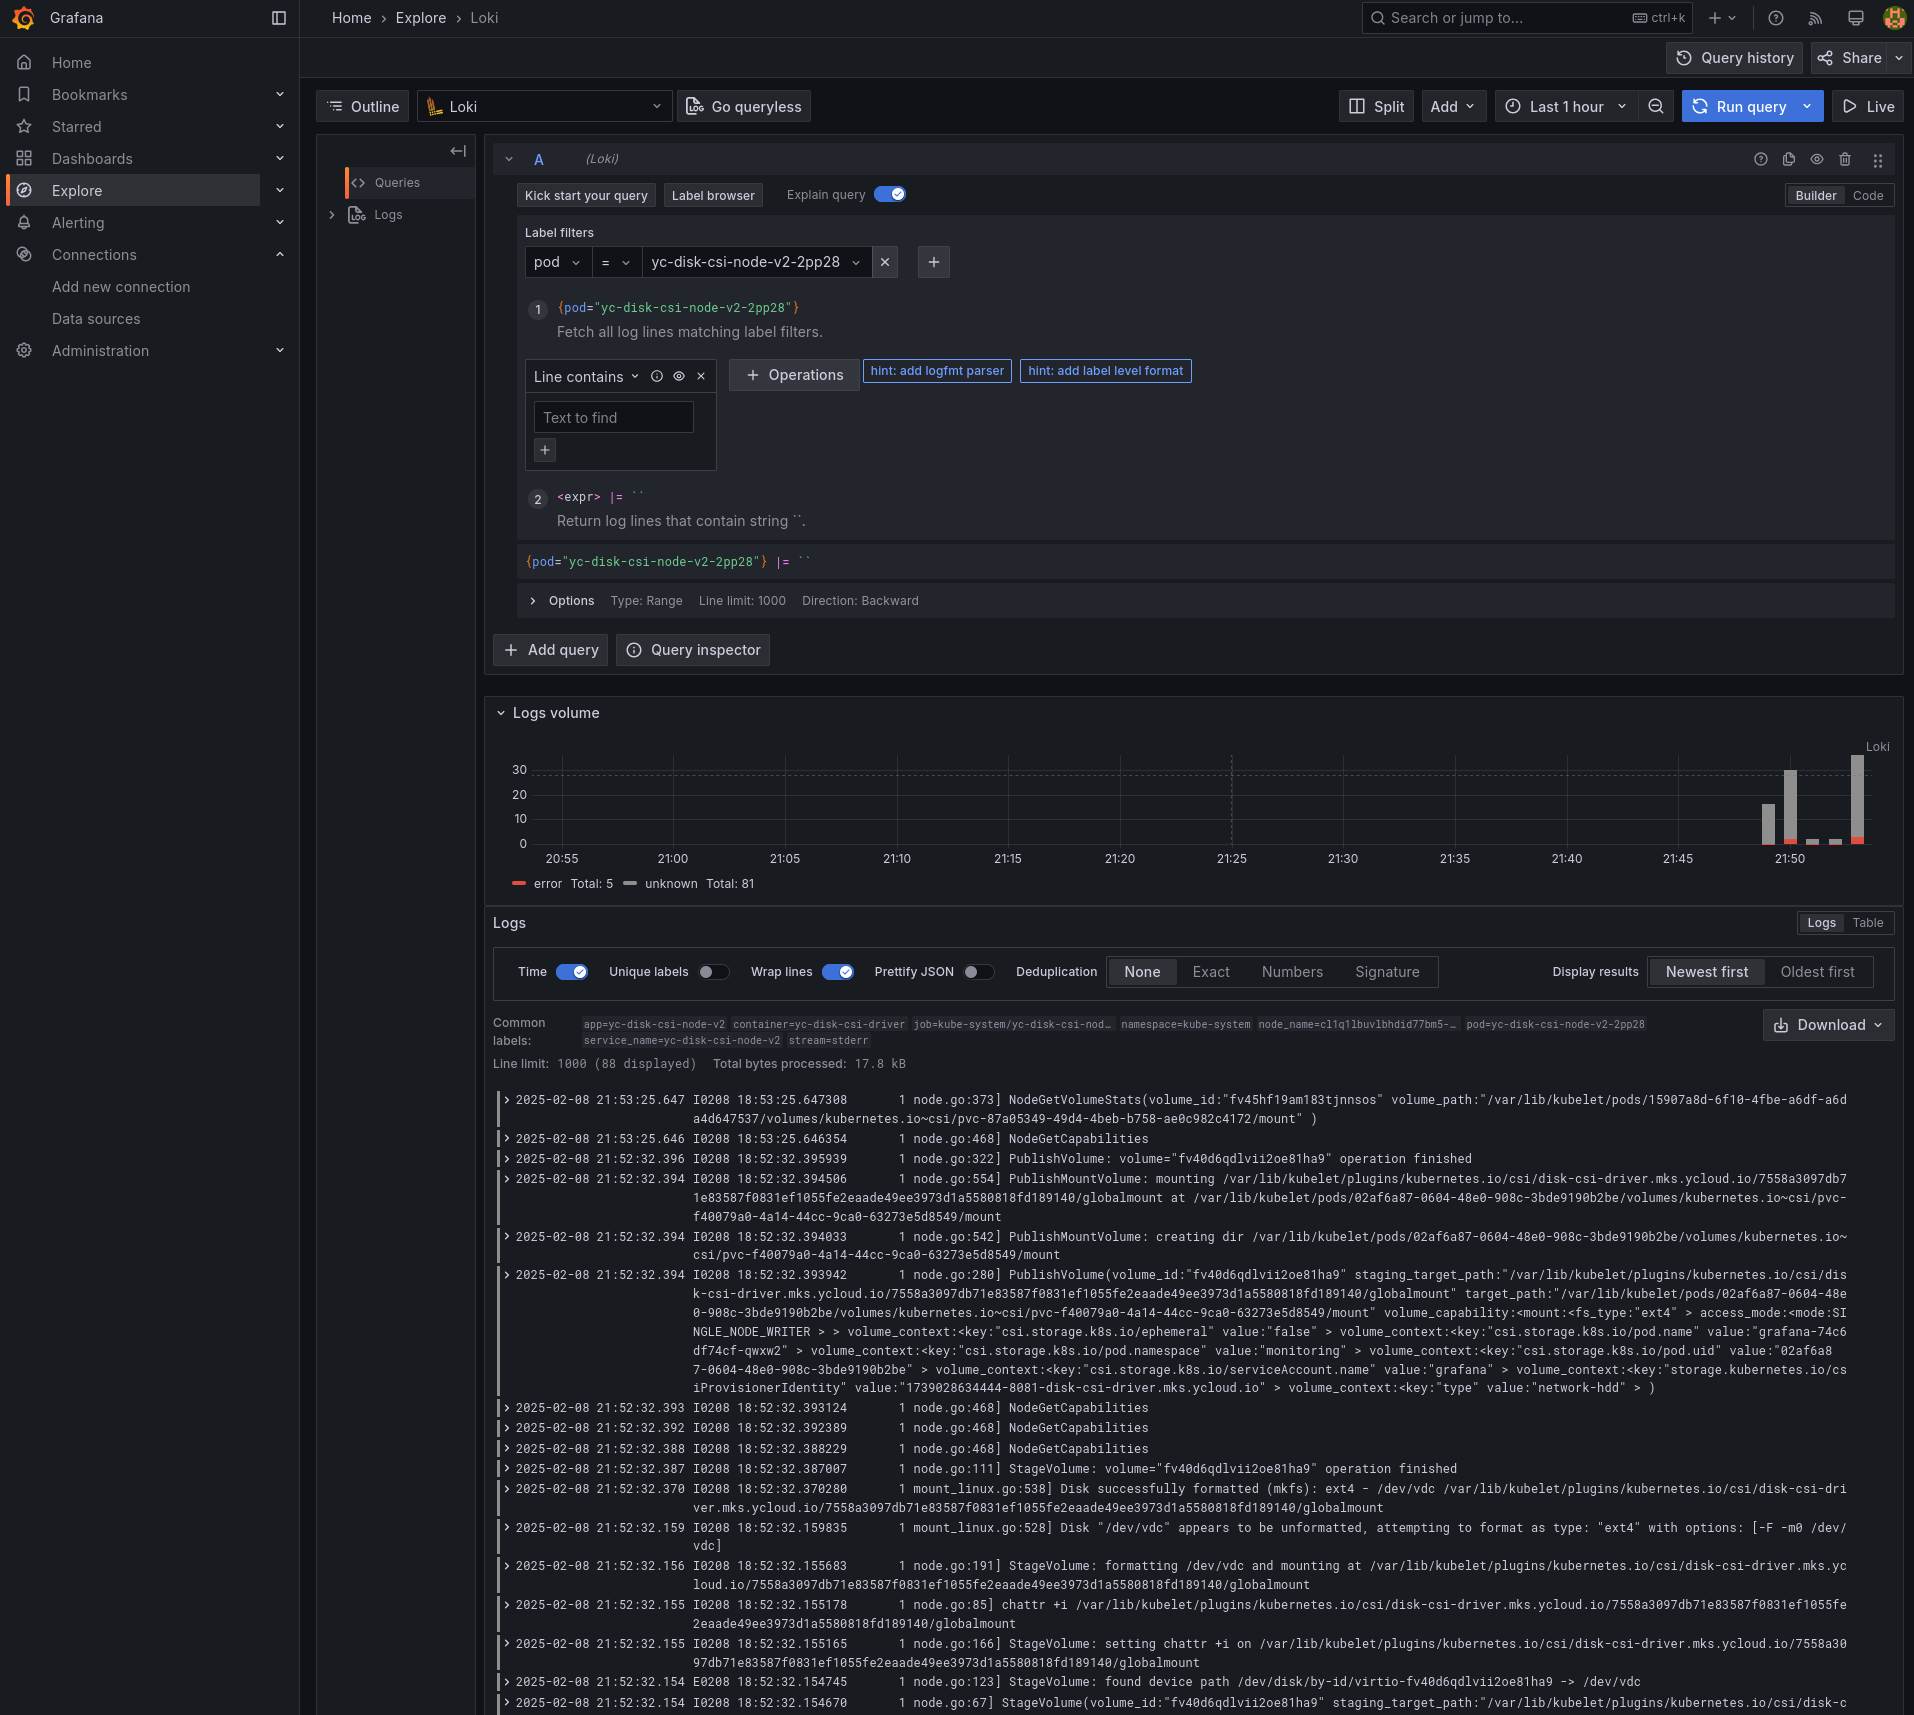 Grafana
Home › Explore › Loki
Search or jump to...
ctrl+k
Home
Bookmarks
Starred
Dashboards
Explore
Alerting
Connections
Add new connection
Data sources
Administration
Query history
Share
Outline
Loki
Go queryless
Split
Add
Last 1 hour
Run query
Live
Queries
Logs
A
(Loki)
Kick start your query
Label browser
Explain query
Builder
Code
Label filters
pod
=
yc-disk-csi-node-v2-2pp28
1
{pod="yc-disk-csi-node-v2-2pp28"}
Fetch all log lines matching label filters.
Line contains
Text to find
Operations
hint: add logfmt parser
hint: add label level format
2
<expr> |= ``
Return log lines that contain string ``.
{pod="yc-disk-csi-node-v2-2pp28"} |= ``
Options
Type: Range
Line limit: 1000
Direction: Backward
Add query
Query inspector
Logs volume
Loki
30
20
10
0
20:55 21:00 21:05 21:10 21:15 21:20 21:25 21:30 21:35 21:40 21:45 21:50
error Total: 5 unknown Total: 81
Logs
Logs Table
Time
Unique labels
Wrap lines
Prettify JSON
Deduplication
None Exact Numbers Signature
Display results
Newest first
Oldest first
Common labels:
app=yc-disk-csi-node-v2 container=yc-disk-csi-driver job=kube-system/yc-disk-csi-nod… namespace=kube-system node_name=cl1q1lbuvlbhdid77bm5-… pod=yc-disk-csi-node-v2-2pp28
service_name=yc-disk-csi-node-v2 stream=stderr
Download
Line limit: 1000 (88 displayed) Total bytes processed: 17.8 kB
2025-02-08 21:53:25.647 I0208 18:53:25.647308 1 node.go:373] NodeGetVolumeStats(volume_id:"fv45hf19am183tjnnsos" volume_path:"/var/lib/kubelet/pods/15907a8d-6f10-4fbe-a6df-a6d
a4d647537/volumes/kubernetes.io~csi/pvc-87a05349-49d4-4beb-b758-ae0c982c4172/mount" )
2025-02-08 21:53:25.646 I0208 18:53:25.646354 1 node.go:468] NodeGetCapabilities
2025-02-08 21:52:32.396 I0208 18:52:32.395939 1 node.go:322] PublishVolume: volume="fv40d6qdlvii2oe81ha9" operation finished
2025-02-08 21:52:32.394 I0208 18:52:32.394506 1 node.go:554] PublishMountVolume: mounting /var/lib/kubelet/plugins/kubernetes.io/csi/disk-csi-driver.mks.ycloud.io/7558a3097db7
1e83587f0831ef1055fe2eaade49ee3973d1a5580818fd189140/globalmount at /var/lib/kubelet/pods/02af6a87-0604-48e0-908c-3bde9190b2be/volumes/kubernetes.io~csi/pvc-
f40079a0-4a14-44cc-9ca0-63273e5d8549/mount
2025-02-08 21:52:32.394 I0208 18:52:32.394033 1 node.go:542] PublishMountVolume: creating dir /var/lib/kubelet/pods/02af6a87-0604-48e0-908c-3bde9190b2be/volumes/kubernetes.io~
csi/pvc-f40079a0-4a14-44cc-9ca0-63273e5d8549/mount
2025-02-08 21:52:32.394 I0208 18:52:32.393942 1 node.go:280] PublishVolume(volume_id:"fv40d6qdlvii2oe81ha9" staging_target_path:"/var/lib/kubelet/plugins/kubernetes.io/csi/dis
k-csi-driver.mks.ycloud.io/7558a3097db71e83587f0831ef1055fe2eaade49ee3973d1a5580818fd189140/globalmount" target_path:"/var/lib/kubelet/pods/02af6a87-0604-48e
0-908c-3bde9190b2be/volumes/kubernetes.io~csi/pvc-f40079a0-4a14-44cc-9ca0-63273e5d8549/mount" volume_capability:<mount:<fs_type:"ext4" > access_mode:<mode:SI
NGLE_NODE_WRITER > > volume_context:<key:"csi.storage.k8s.io/ephemeral" value:"false" > volume_context:<key:"csi.storage.k8s.io/pod.name" value:"grafana-74c6
df74cf-qwxw2" > volume_context:<key:"csi.storage.k8s.io/pod.namespace" value:"monitoring" > volume_context:<key:"csi.storage.k8s.io/pod.uid" value:"02af6a8
7-0604-48e0-908c-3bde9190b2be" > volume_context:<key:"csi.storage.k8s.io/serviceAccount.name" value:"grafana" > volume_context:<key:"storage.kubernetes.io/cs
iProvisionerIdentity" value:"1739028634444-8081-disk-csi-driver.mks.ycloud.io" > volume_context:<key:"type" value:"network-hdd" > )
2025-02-08 21:52:32.393 I0208 18:52:32.393124 1 node.go:468] NodeGetCapabilities
2025-02-08 21:52:32.392 I0208 18:52:32.392389 1 node.go:468] NodeGetCapabilities
2025-02-08 21:52:32.388 I0208 18:52:32.388229 1 node.go:468] NodeGetCapabilities
2025-02-08 21:52:32.387 I0208 18:52:32.387007 1 node.go:111] StageVolume: volume="fv40d6qdlvii2oe81ha9" operation finished
2025-02-08 21:52:32.370 I0208 18:52:32.370280 1 mount_linux.go:538] Disk successfully formatted (mkfs): ext4 - /dev/vdc /var/lib/kubelet/plugins/kubernetes.io/csi/disk-csi-dri
ver.mks.ycloud.io/7558a3097db71e83587f0831ef1055fe2eaade49ee3973d1a5580818fd189140/globalmount
2025-02-08 21:52:32.159 I0208 18:52:32.159835 1 mount_linux.go:528] Disk "/dev/vdc" appears to be unformatted, attempting to format as type: "ext4" with options: [-F -m0 /dev/
vdc]
2025-02-08 21:52:32.156 I0208 18:52:32.155683 1 node.go:191] StageVolume: formatting /dev/vdc and mounting at /var/lib/kubelet/plugins/kubernetes.io/csi/disk-csi-driver.mks.yc
loud.io/7558a3097db71e83587f0831ef1055fe2eaade49ee3973d1a5580818fd189140/globalmount
2025-02-08 21:52:32.155 I0208 18:52:32.155178 1 node.go:85] chattr +i /var/lib/kubelet/plugins/kubernetes.io/csi/disk-csi-driver.mks.ycloud.io/7558a3097db71e83587f0831ef1055fe
2eaade49ee3973d1a5580818fd189140/globalmount
2025-02-08 21:52:32.155 I0208 18:52:32.155165 1 node.go:166] StageVolume: setting chattr +i on /var/lib/kubelet/plugins/kubernetes.io/csi/disk-csi-driver.mks.ycloud.io/7558a30
97db71e83587f0831ef1055fe2eaade49ee3973d1a5580818fd189140/globalmount
2025-02-08 21:52:32.154 E0208 18:52:32.154745 1 node.go:123] StageVolume: found device path /dev/disk/by-id/virtio-fv40d6qdlvii2oe81ha9 -> /dev/vdc
2025-02-08 21:52:32.154 I0208 18:52:32.154670 1 node.go:67] StageVolume(volume_id:"fv40d6qdlvii2oe81ha9" staging_target_path:"/var/lib/kubelet/plugins/kubernetes.io/csi/disk-c